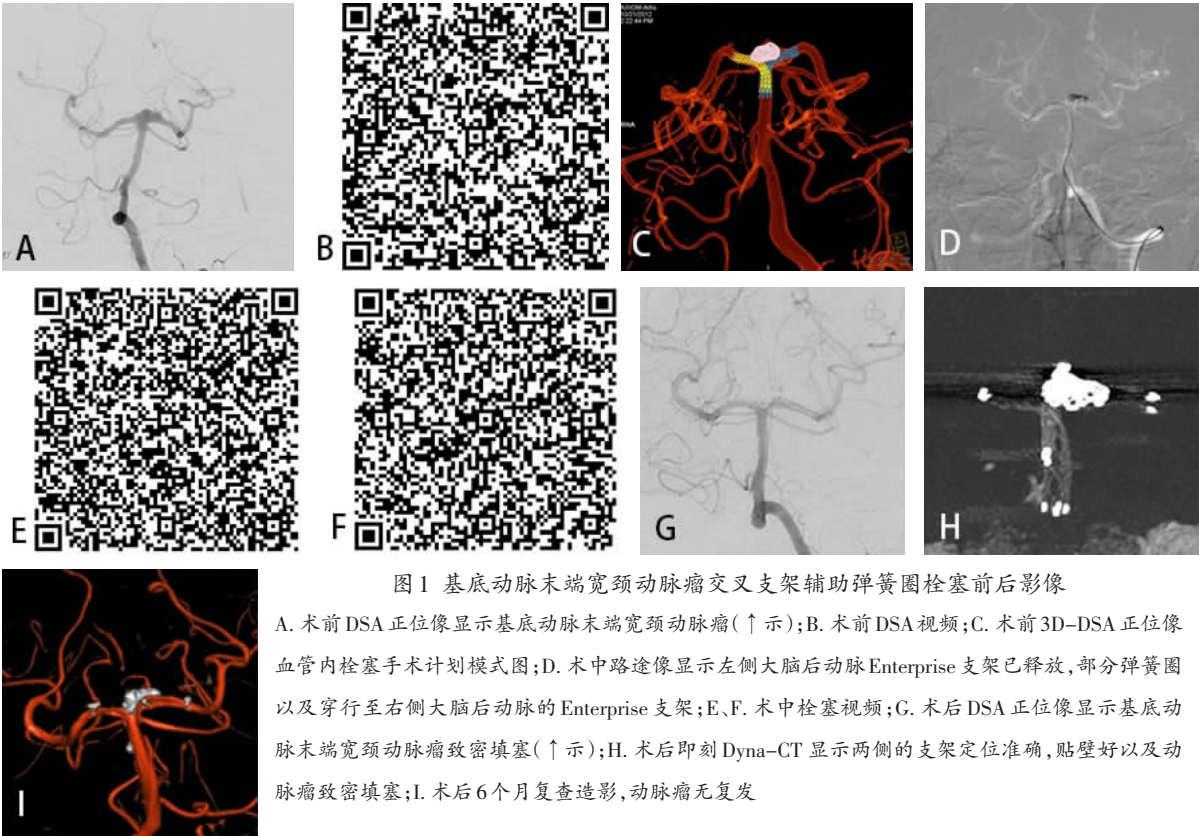 A
B
AXIOM-Artis
2:22:44 PM
C
D
E
F
G
H
I
图1 基底动脉末端宽颈动脉瘤交叉支架辅助弹簧圈栓塞前后影像
A. 术前DSA正位像显示基底动脉末端宽颈动脉瘤(↑示);B. 术前DSA视频;C. 术前3D-DSA正位像
血管内栓塞手术计划模式图;D. 术中路途像显示左侧大脑后动脉Enterprise支架已释放,部分弹簧圈
以及穿行至右侧大脑后动脉的Enterprise支架;E、F. 术中栓塞视频;G. 术后DSA正位像显示基底动
脉末端宽颈动脉瘤致密填塞(↑示);H. 术后即刻Dyna-CT显示两侧的支架定位准确,贴壁好以及动
脉瘤致密填塞;I. 术后6个月复查造影,动脉瘤无复发